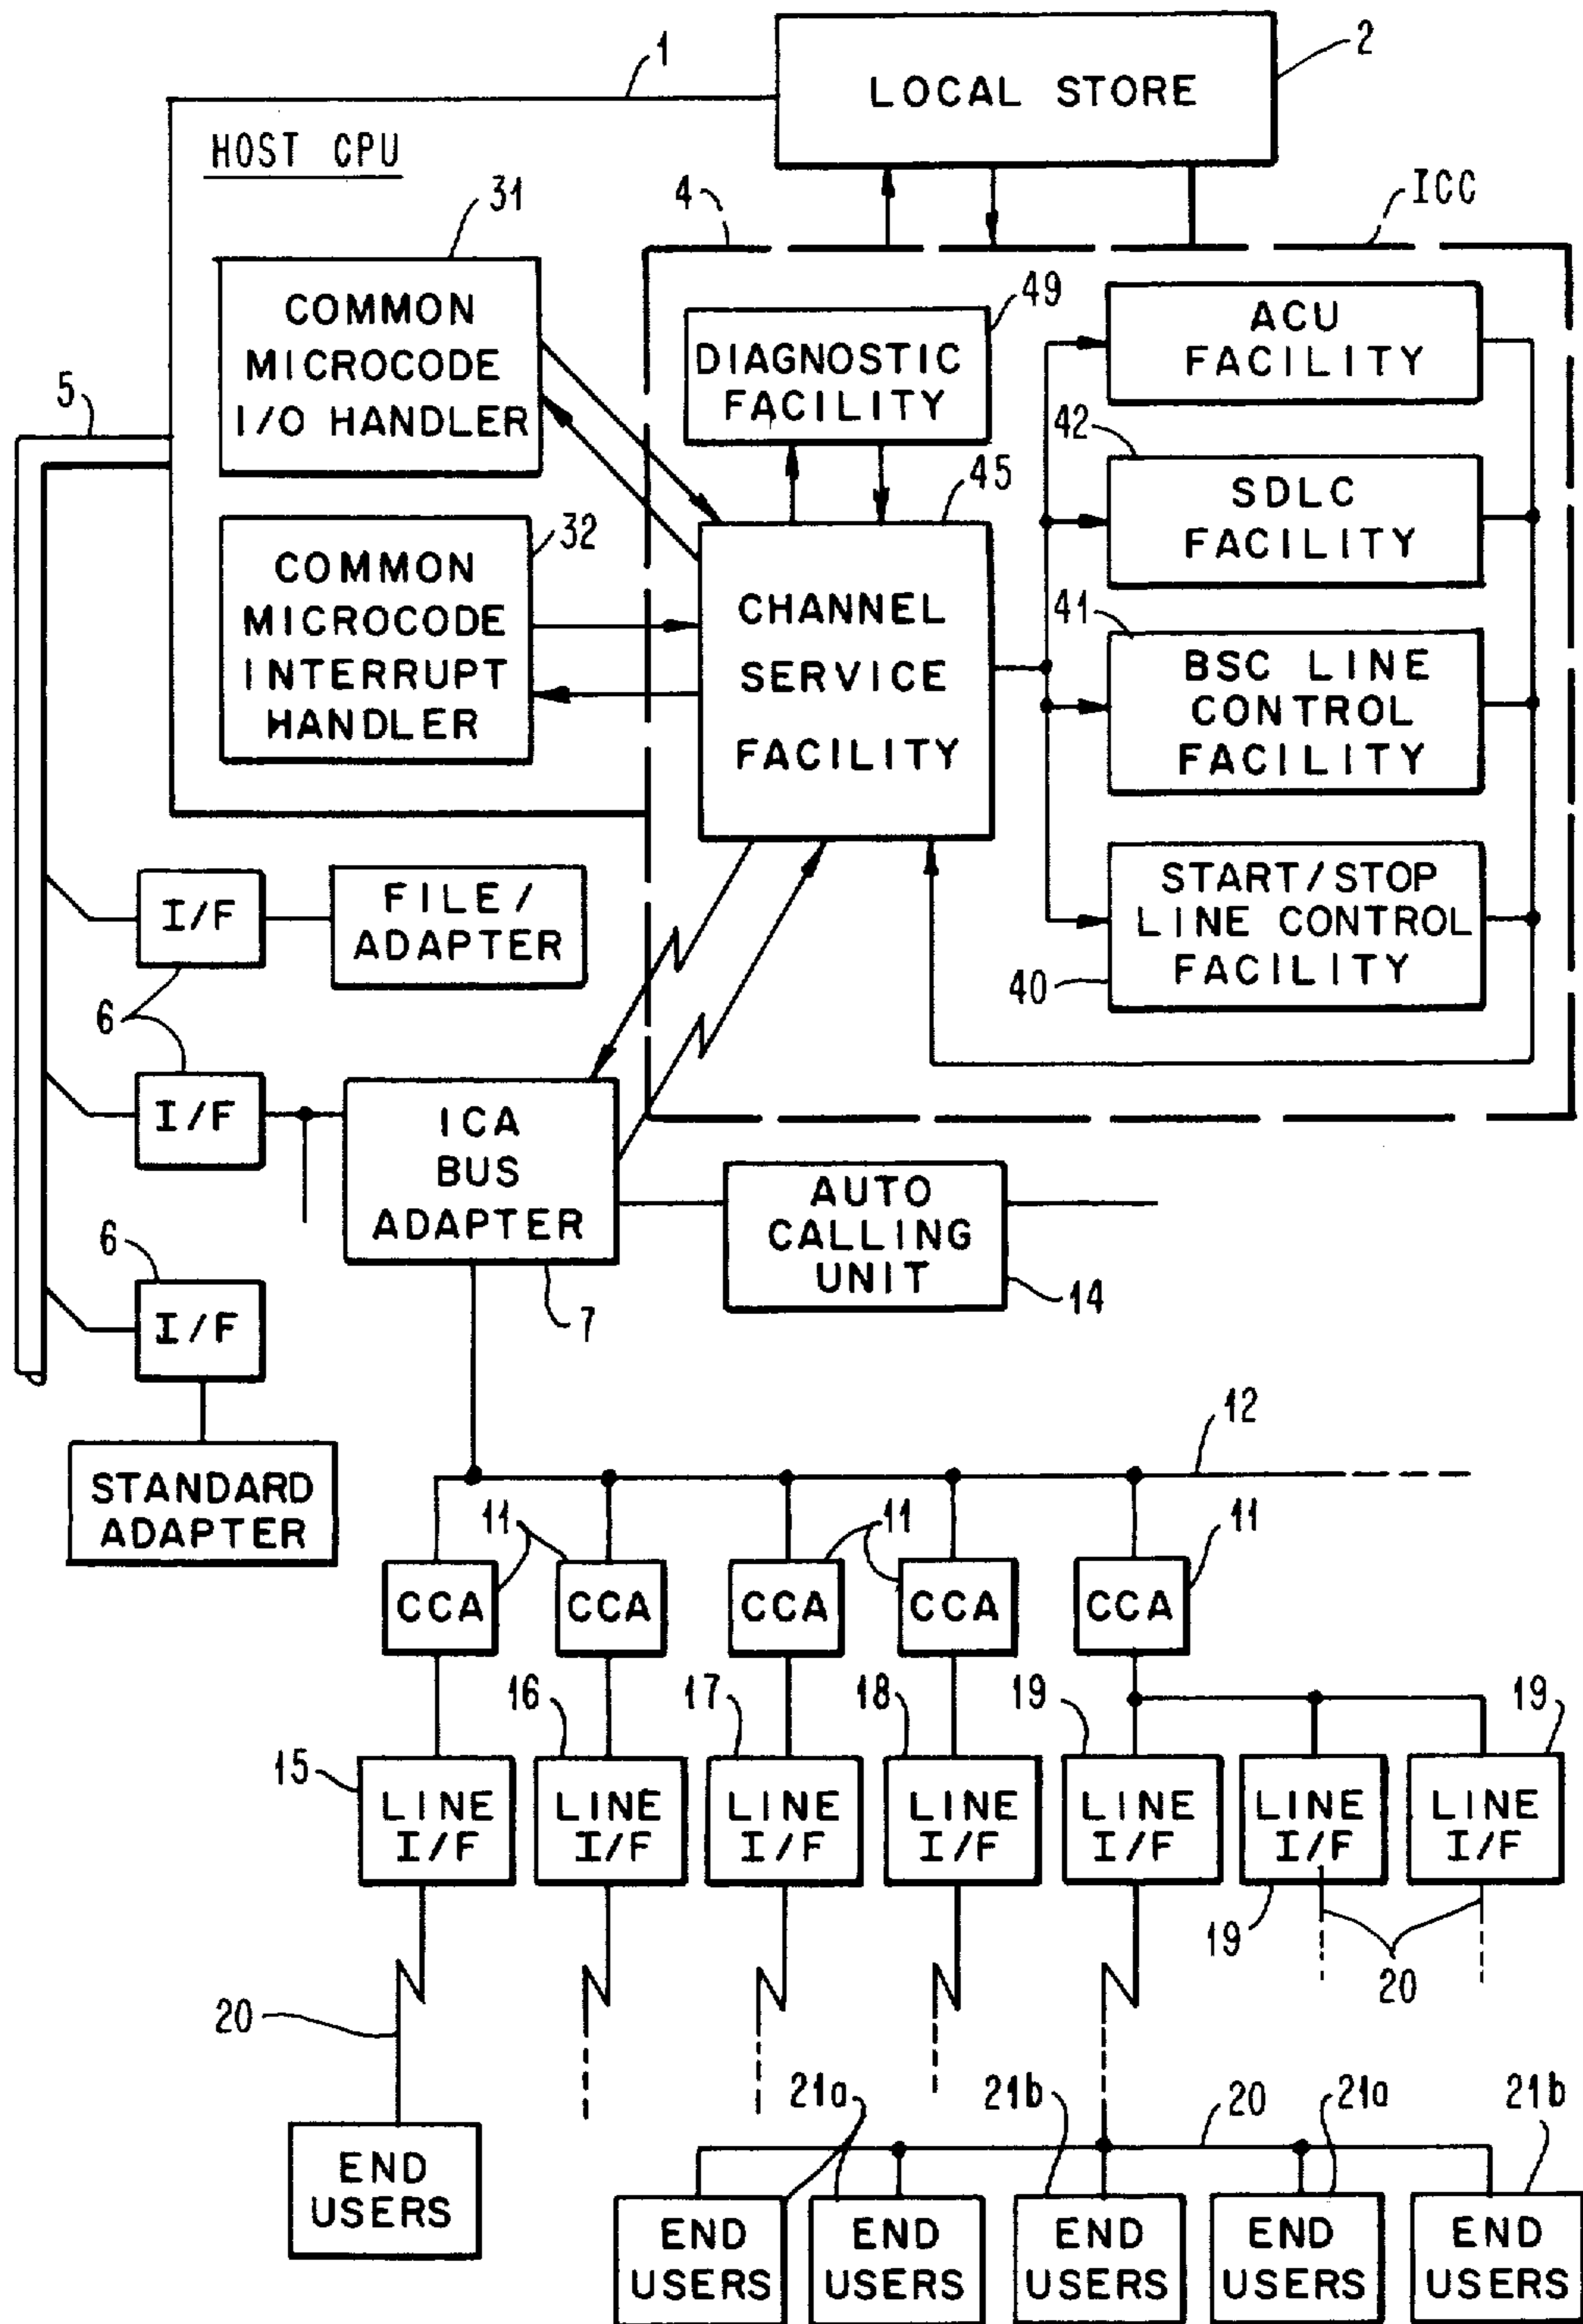 1
LOCAL STORE
2
HOST CPU
31
4
ICC
COMMON
MICROCODE
I/O HANDLER
49
DIAGNOSTIC
FACILITY
ACU
FACILITY
5
42
SDLC
FACILITY
45
32
COMMON
MICROCODE
INTERRUPT
HANDLER
CHANNEL
SERVICE
FACILITY
41
BSC LINE
CONTROL
FACILITY
START/STOP
LINE CONTROL
FACILITY
40
I/F
FILE/
ADAPTER
6
I/F
ICA
BUS
ADAPTER
7
AUTO
CALLING
UNIT
14
6
I/F
STANDARD
ADAPTER
12
11
11
11
CCA
CCA
CCA
CCA
CCA
15
16
17
18
19
19
LINE
I/F
LINE
I/F
LINE
I/F
LINE
I/F
LINE
I/F
LINE
I/F
LINE
I/F
19
20
20
END
USERS
21a
21b
20
21a
21b
END
USERS
END
USERS
END
USERS
END
USERS
END
USERS